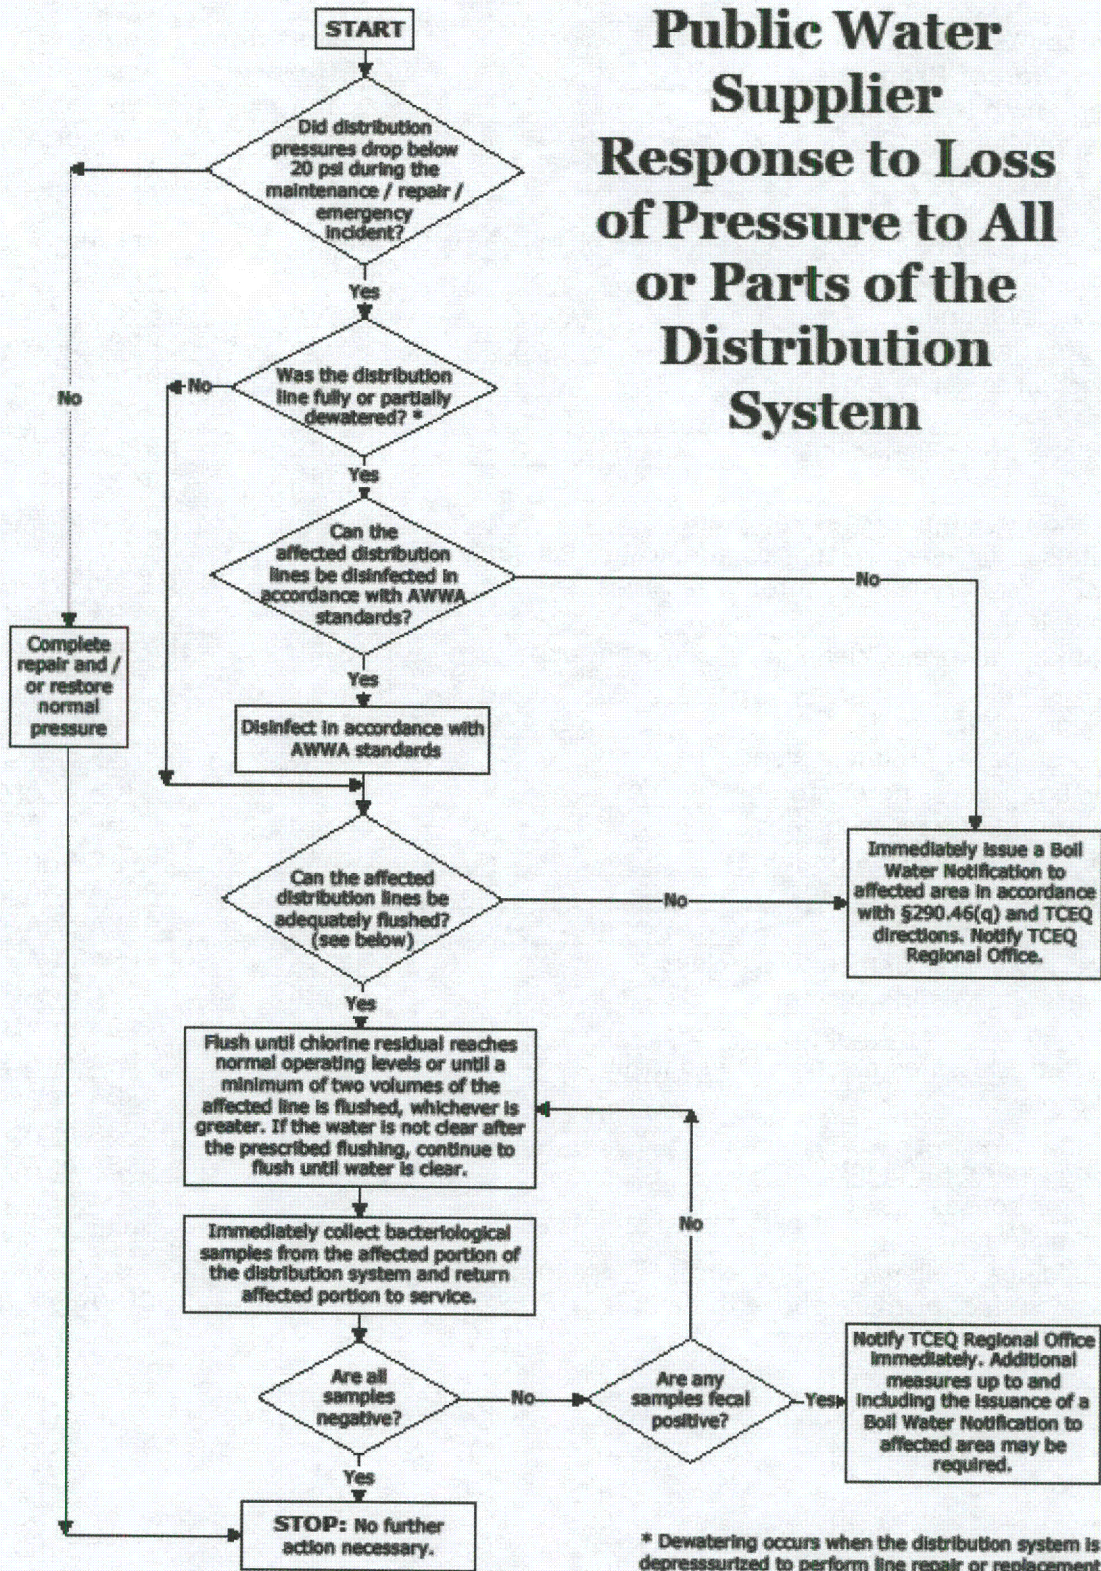 Public Water
Supplier
Response to Loss
of Pressure to All
or Parts of the
Distribution
System
START
Did distribution
pressures drop below
20 psi during the
maintenance / repair /
emergency
incident?
No
Yes
Was the distribution
line fully or partially
dewatered? *
No
Yes
Can the
affected distribution
lines be disinfected in
accordance with AWWA
standards?
No
Yes
Complete
repair and /
or restore
normal
pressure
Disinfect in accordance with
AWWA standards
Can the affected
distribution lines be
adequately flushed?
(see below)
No
Immediately issue a Boil
Water Notification to
affected area in accordance
with §290.46(q) and TCEQ
directions. Notify TCEQ
Regional Office.
Yes
Flush until chlorine residual reaches
normal operating levels or until a
minimum of two volumes of the
affected line is flushed, whichever is
greater. If the water is not clear after
the prescribed flushing, continue to
flush until water is clear.
Immediately collect bacteriological
samples from the affected portion of
the distribution system and return
affected portion to service.
No
Are all
samples
negative?
No
Are any
samples fecal
positive?
Yes
Notify TCEQ Regional Office
immediately. Additional
measures up to and
including the issuance of a
Boil Water Notification to
affected area may be
required.
Yes
STOP: No further
action necessary.
* Dewatering occurs when the distribution system is
depresssurized to perform line repair or replacement